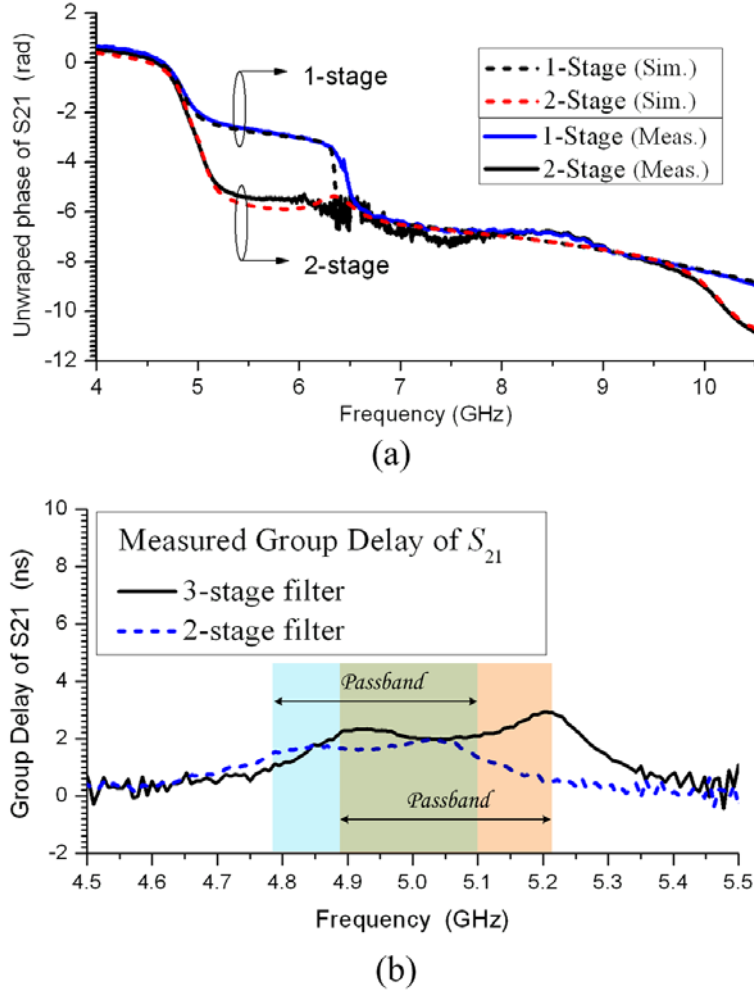 2
0
-2
-4
-6
-8
-10
-12
Unwraped phase of S21 (rad)
1-stage
2-stage
1-Stage (Sim.)
2-Stage (Sim.)
1-Stage (Meas.)
2-Stage (Meas.)
4 5 6 7 8 9 10
Frequency (GHz)
(a)
10
8
6
4
2
0
-2
Group Delay of S21 (ns)
Measured Group Delay of S21
3-stage filter
2-stage filter
Passband
Passband
4.5 4.6 4.7 4.8 4.9 5.0 5.1 5.2 5.3 5.4 5.5
Frequency (GHz)
(b)